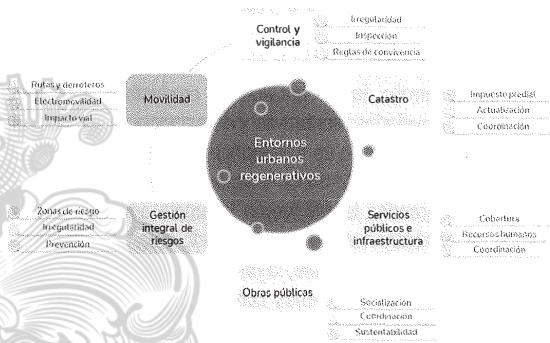 Control y
vigilancia
Irregularidad
Inspección
Reglas de convivencia
Rutas y derroteros
Electromovilidad
Impacto vial
Movilidad
Catastro
Impuesto predial
Actualización
Coordinación
Entornos
urbanos
regenerativos
Zonas de riesgo
Irregularidad
Prevención
Gestión
integral de
riesgos
Servicios
públicos e
infraestructura
Cobertura
Recursos humanos
Coordinación
Obras públicas
Socialización
Coordinación
Sustentabilidad